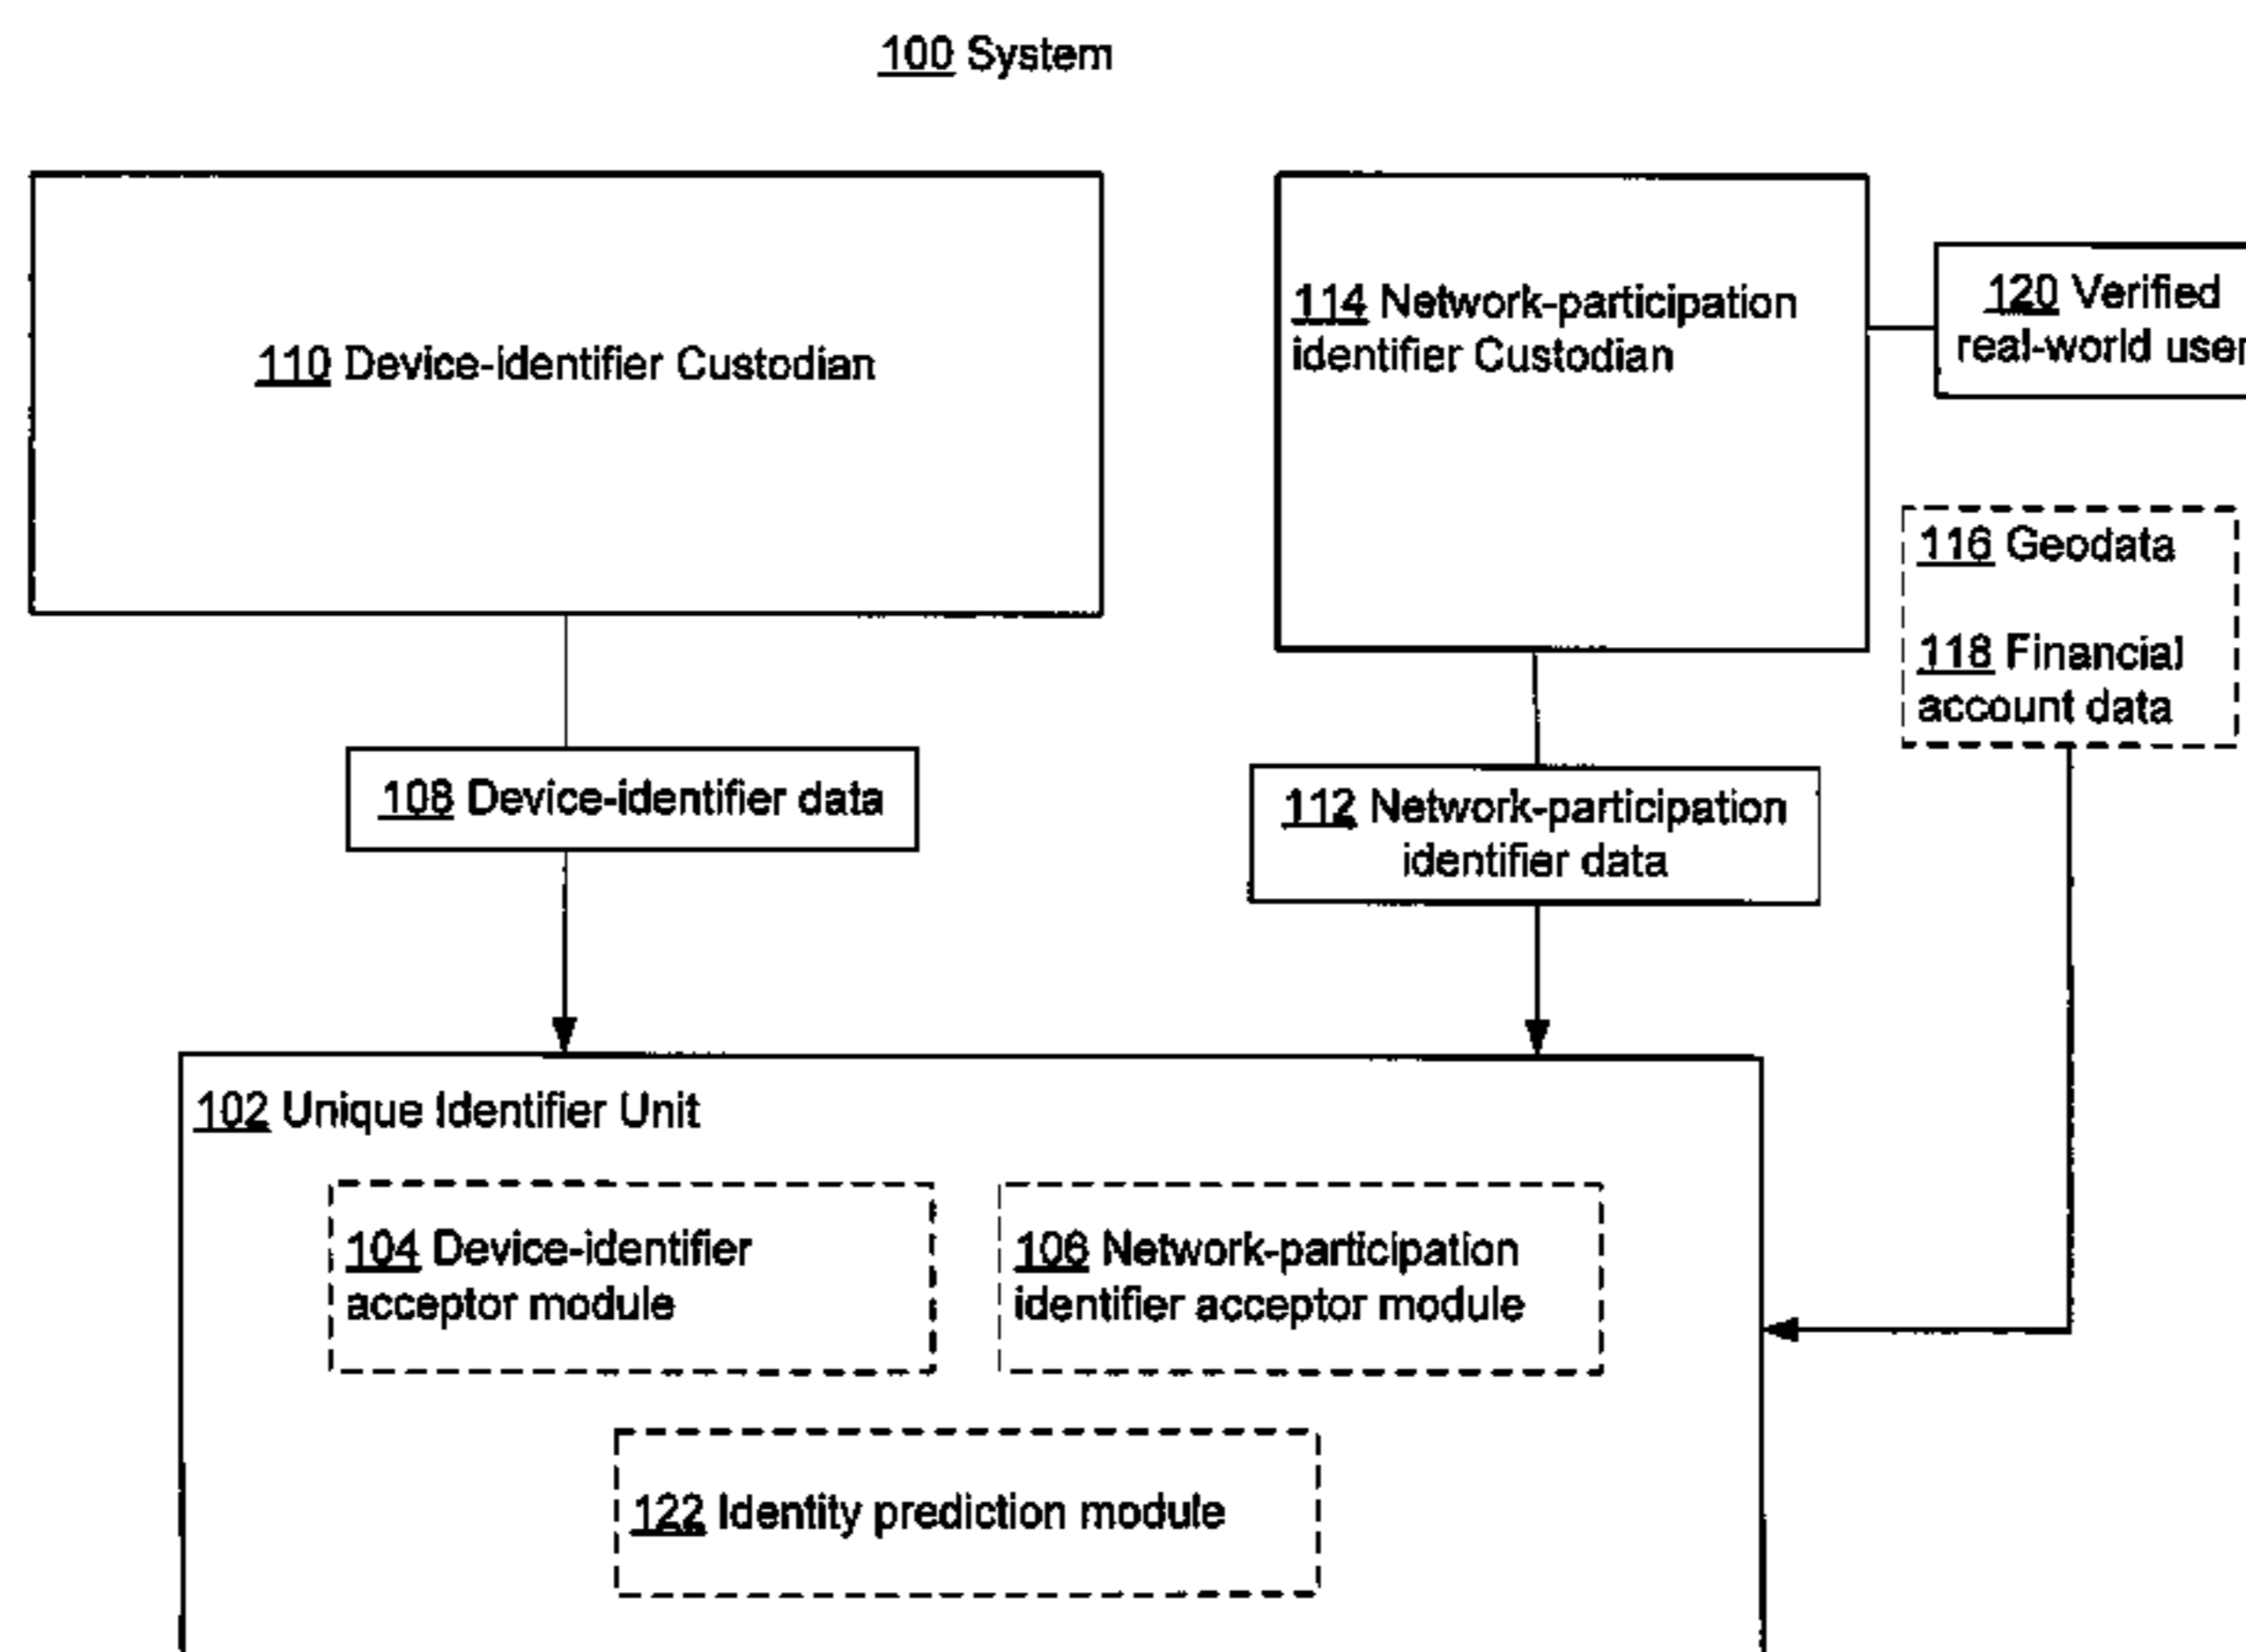 100 System
110 Device-identifier Custodian
114 Network-participation
identifier Custodian
120 Verified
real-world user
116 Geodata
118 Financial
account data
108 Device-identifier data
112 Network-participation
identifier data
102 Unique Identifier Unit
104 Device-identifier
acceptor module
106 Network-participation
identifier acceptor module
122 Identity prediction module